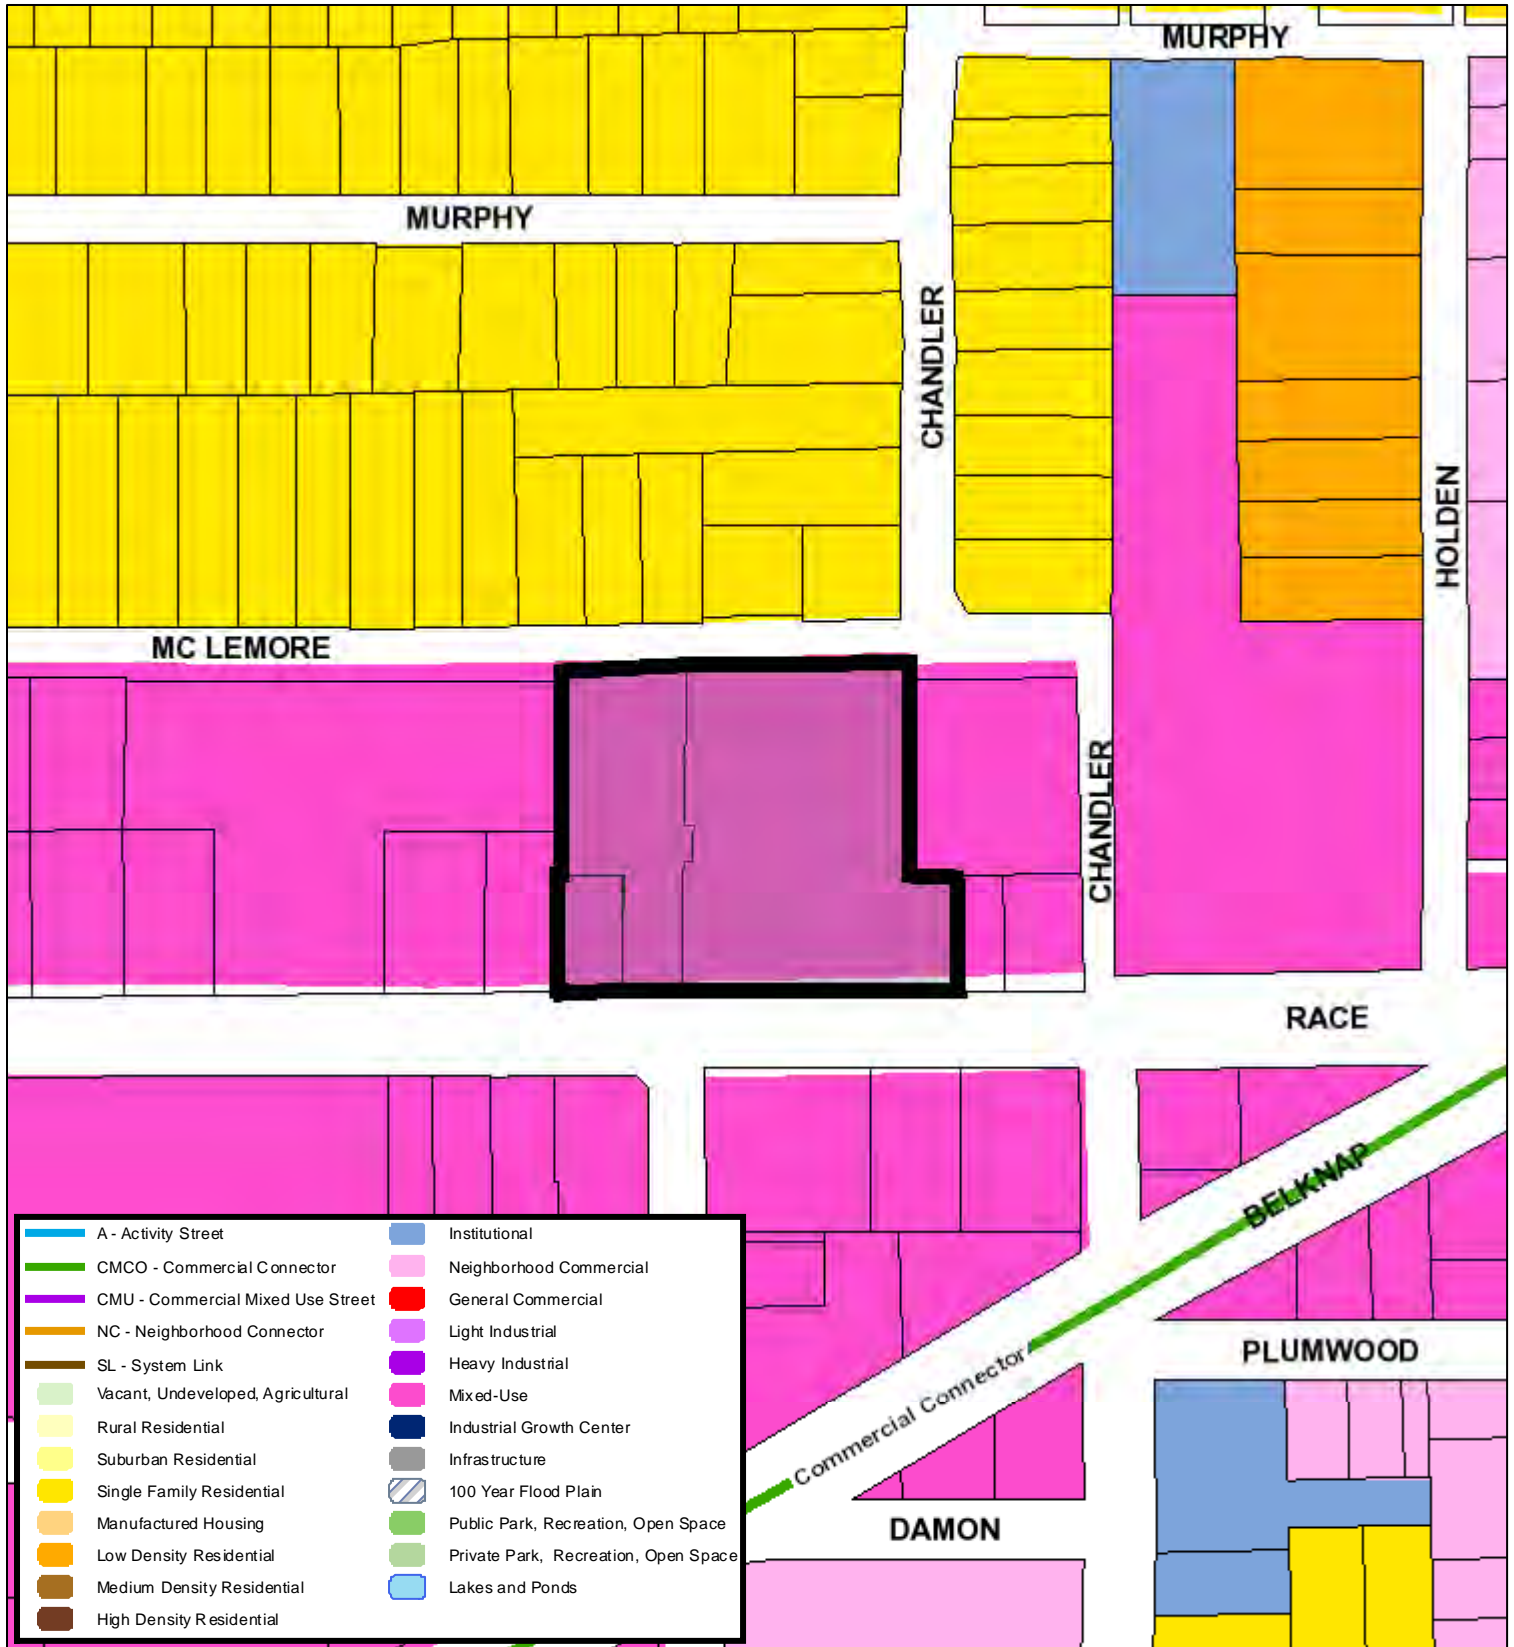 MURPHY
MURPHY
CHANDLER
HOLDEN
MC LEMORE
CHANDLER
RACE
BELKNAP
PLUMWOOD
Commercial Connector
DAMON
A - Activity Street
CMCO - Commercial Connector
CMU - Commercial Mixed Use Street
NC - Neighborhood Connector
SL - System Link
Vacant, Undeveloped, Agricultural
Rural Residential
Suburban Residential
Single Family Residential
Manufactured Housing
Low Density Residential
Medium Density Residential
High Density Residential
Institutional
Neighborhood Commercial
General Commercial
Light Industrial
Heavy Industrial
Mixed-Use
Industrial Growth Center
Infrastructure
100 Year Flood Plain
Public Park, Recreation, Open Space
Private Park, Recreation, Open Space
Lakes and Ponds